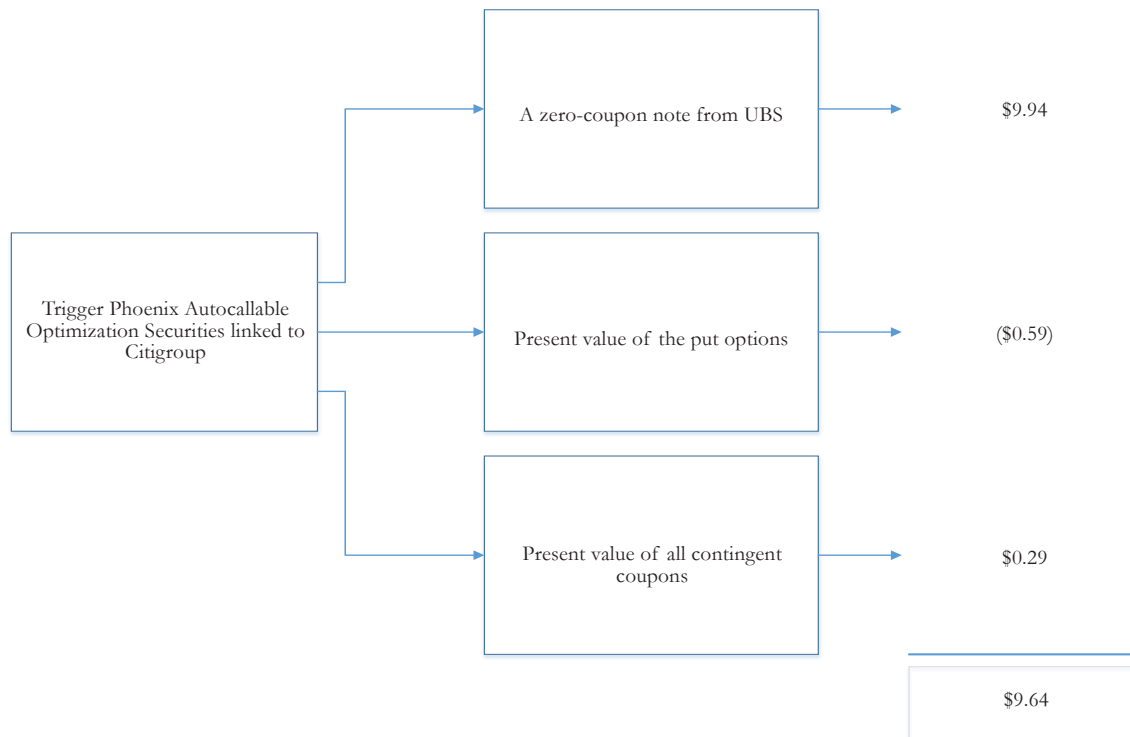 A zero-coupon note from UBS
$9.94
Trigger Phoenix Autocallable
Optimization Securities linked to
Citigroup
Present value of the put options
($0.59)
Present value of all contingent
coupons
$0.29
$9.64